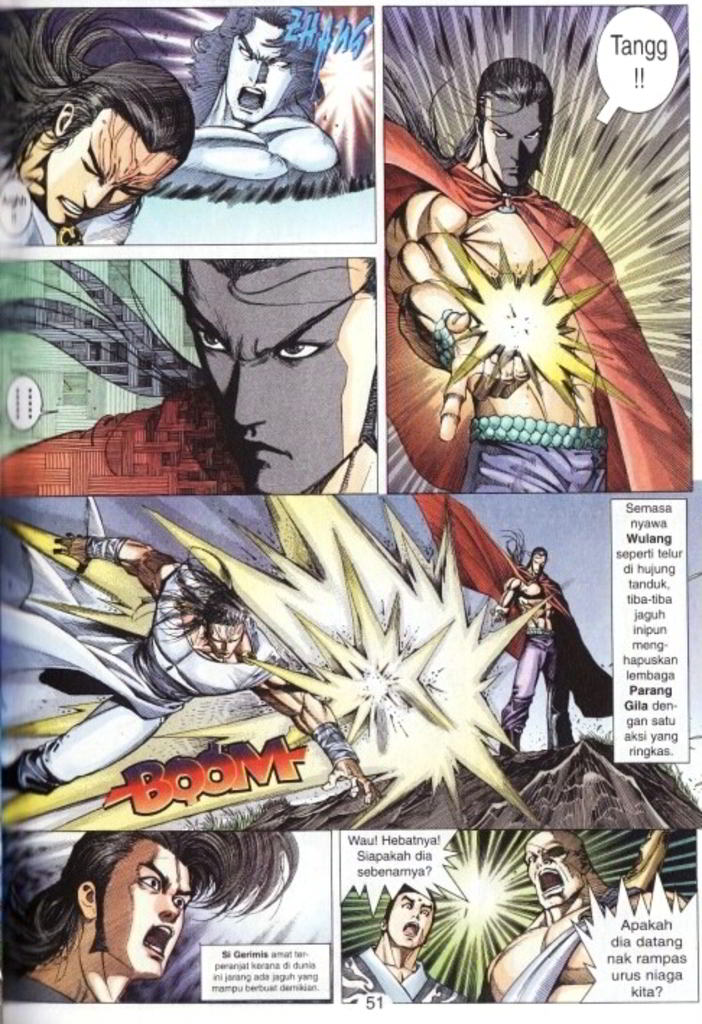 ZHANG
Arghh
!!
Tangg
!!
.....
Semasa
nyawa
Wulang
seperti telur
di hujung
tanduk,
tiba-tiba
jaguh
inipun
meng-
hapuskan
lembaga
Parang
Gila den-
gan satu
aksi yang
ringkas.
BOOM
Si Gerimis amat ter-
peranjat kerana di dunia
ini jarang ada jaguh yang
mampu berbuat demikian.
Wau! Hebatnya!
Siapakah dia
sebenarnya?
Apakah
dia datang
nak rampas
urus niaga
kita?
51